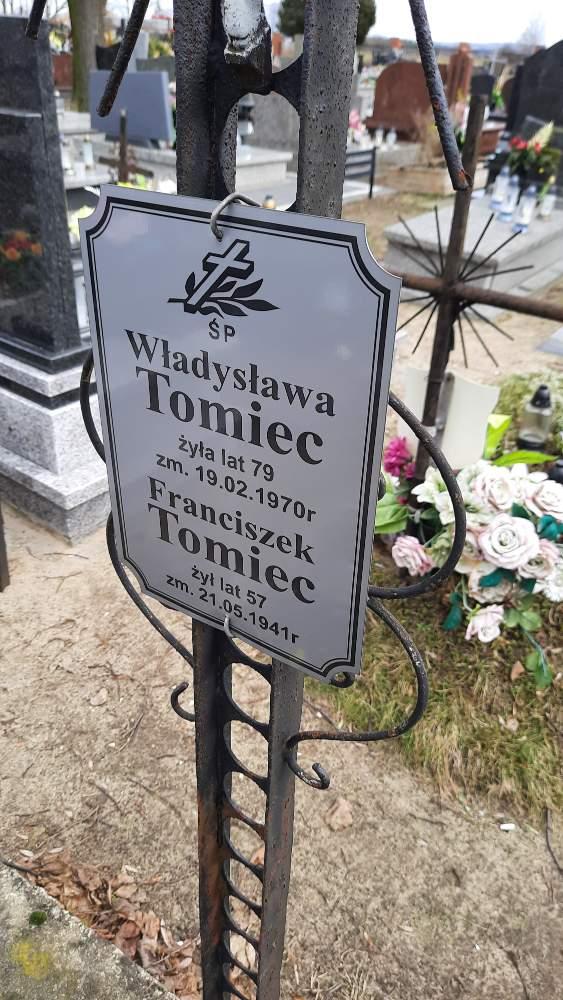 ŚP
Władysława
Tomiec
żyła lat 79
zm. 19.02.1970r
Franciszek
Tomiec
żył lat 57
zm. 21.05.1941r